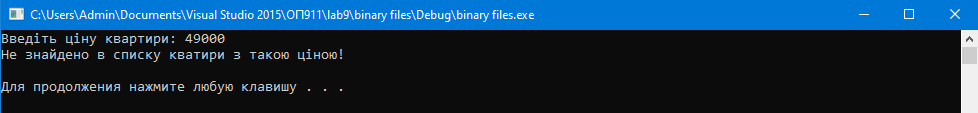 C:\Users\Admin\Documents\Visual Studio 2015\ОП911\lab9\binary files\Debug\binary files.exe
Введіть ціну квартири: 49000
Не знайдено в списку кватири з такою ціною!
Для продолжения нажмите любую клавишу . . .